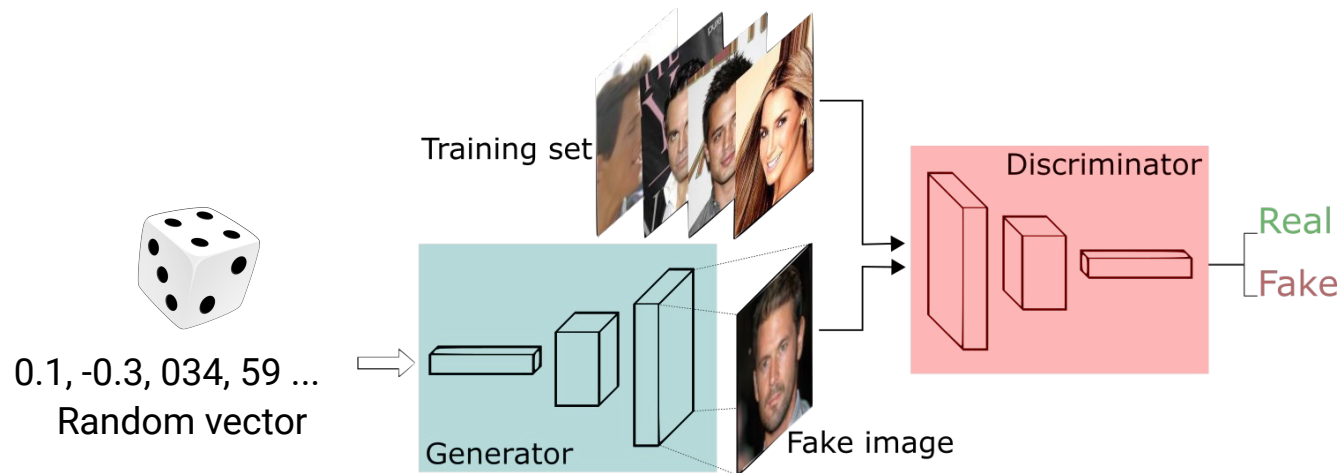 Training set
Discriminator
Real
Fake
0.1, -0.3, 034, 59 ...
Random vector
Generator
Fake image